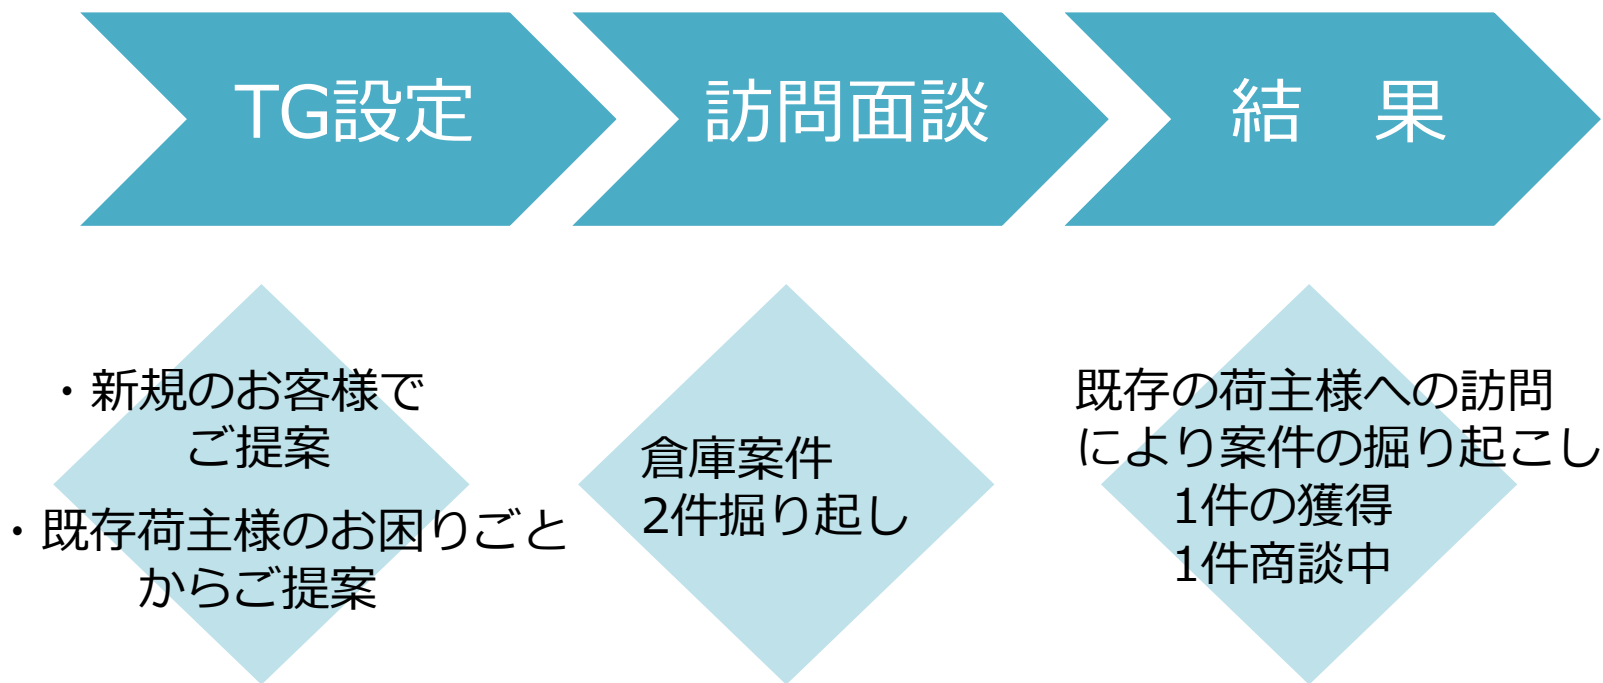 TG設定
訪問面談
結　果
・新規のお客様で
ご提案
・既存荷主様のお困りごと
からご提案
倉庫案件
2件掘り起し
既存の荷主様への訪問
により案件の掘り起こし
1件の獲得
1件商談中